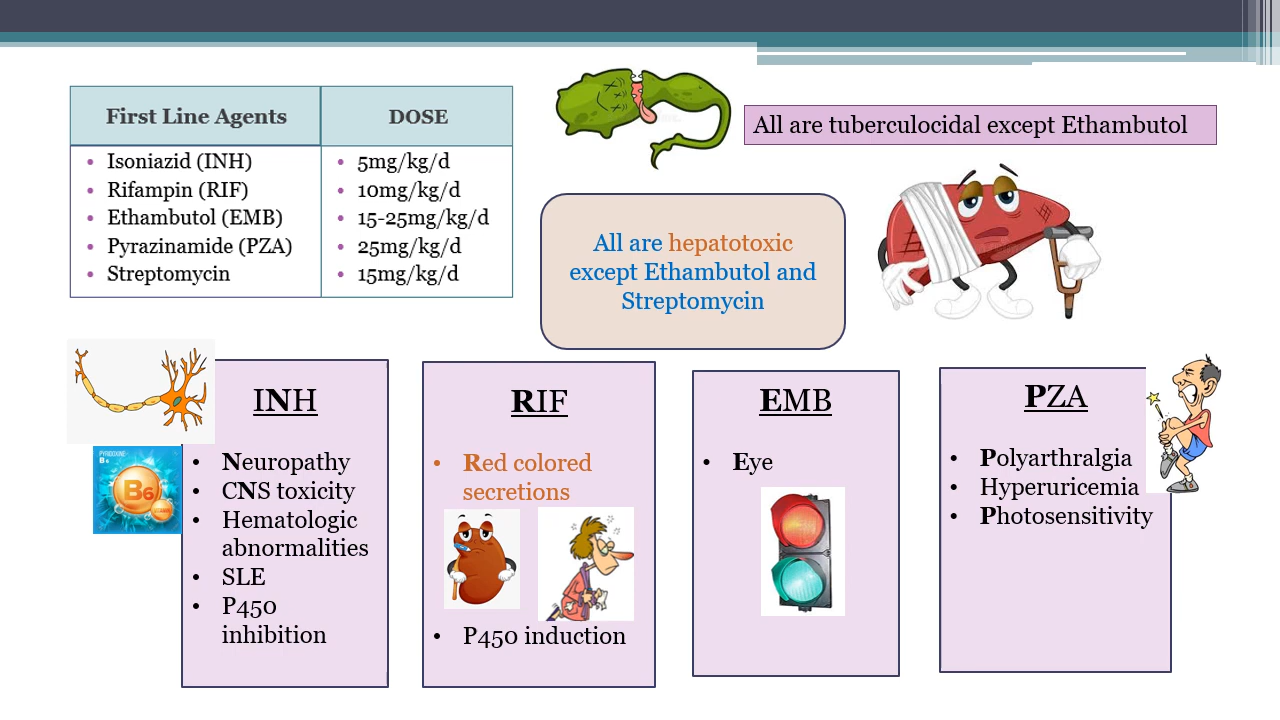 First Line Agents
DOSE
• Isoniazid (INH)
• Rifampin (RIF)
• Ethambutol (EMB)
• Pyrazinamide (PZA)
• Streptomycin
• 5mg/kg/d
• 10mg/kg/d
• 15-25mg/kg/d
• 25mg/kg/d
• 15mg/kg/d
All are tuberculocidal except Ethambutol
All are hepatotoxic
except Ethambutol and
Streptomycin
INH
• Neuropathy
• CNS toxicity
• Hematologic
abnormalities
• SLE
• P450
inhibition
PYRIDOXINE
B6
B6
RIF
• Red colored
secretions
• P450 induction
EMB
• Eye
PZA
• Polyarthralgia
• Hyperuricemia
• Photosensitivity